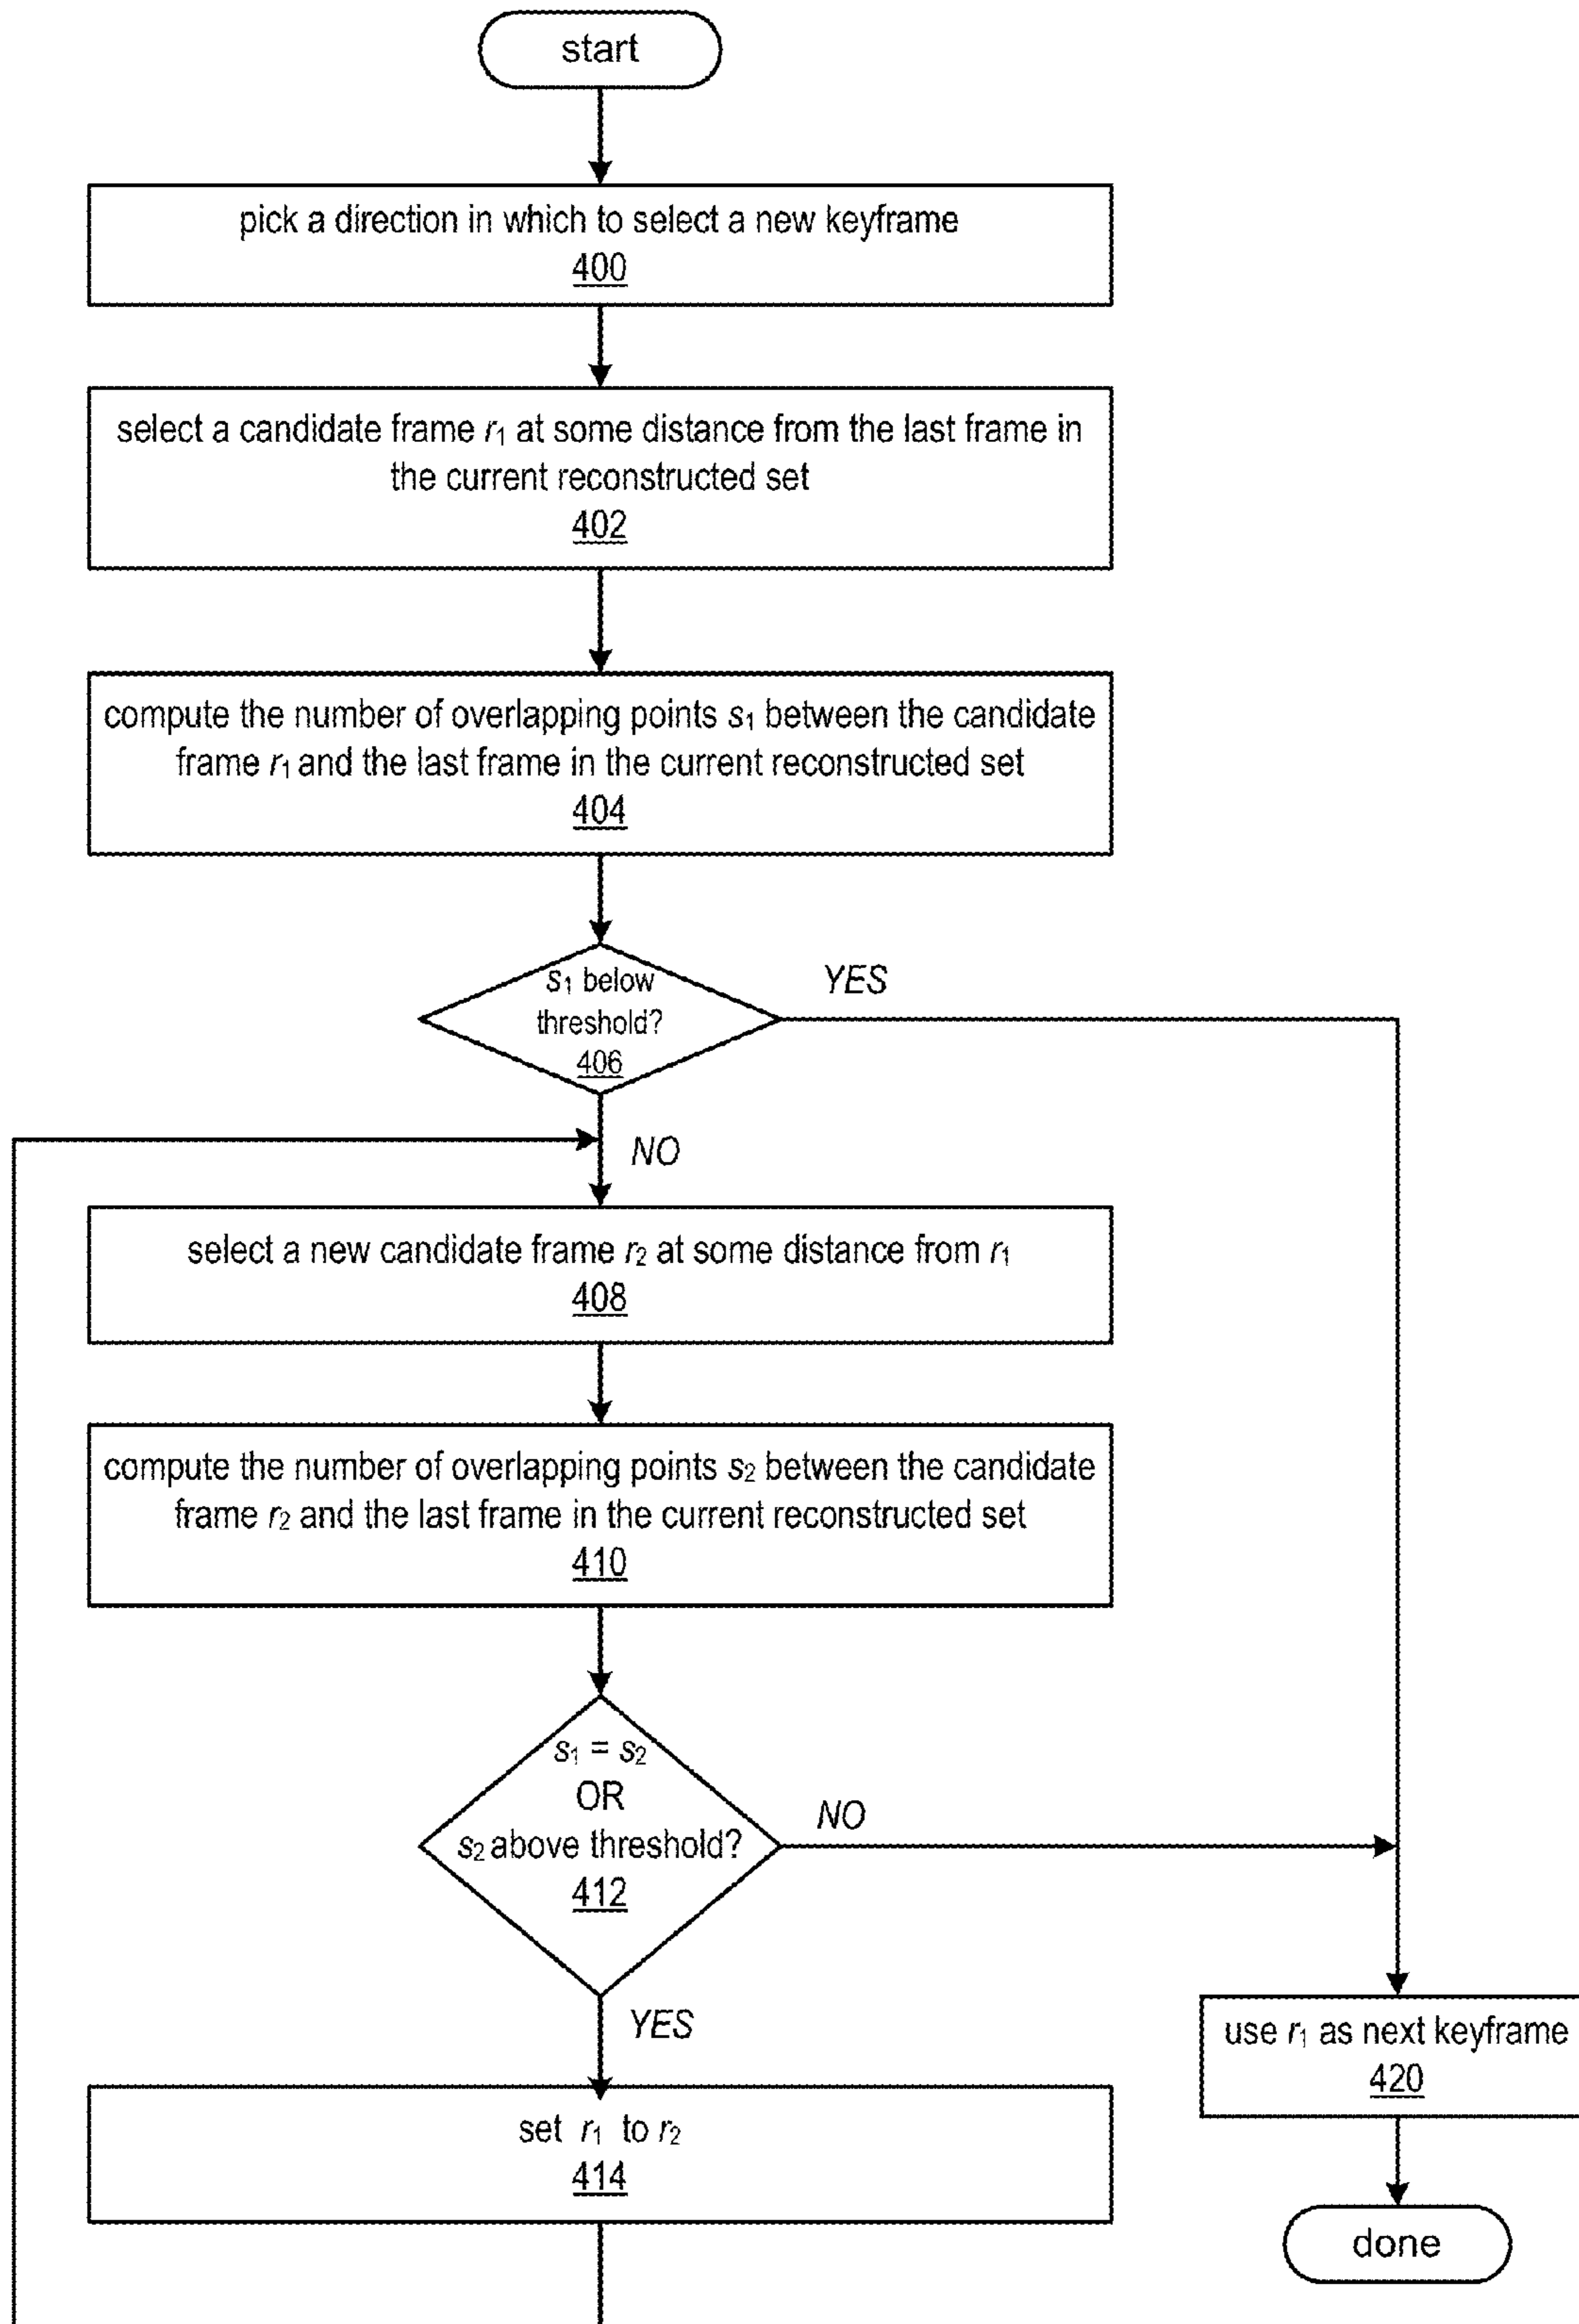 start
pick a direction in which to select a new keyframe
400
select a candidate frame r₁ at some distance from the last frame in
the current reconstructed set
402
compute the number of overlapping points s₁ between the candidate
frame r₁ and the last frame in the current reconstructed set
404
s₁ below
threshold?
406
YES
NO
select a new candidate frame r₂ at some distance from r₁
408
compute the number of overlapping points s₂ between the candidate
frame r₂ and the last frame in the current reconstructed set
410
s₁ = s₂
OR
s₂ above threshold?
412
NO
YES
set r₁ to r₂
414
use r₁ as next keyframe
420
done